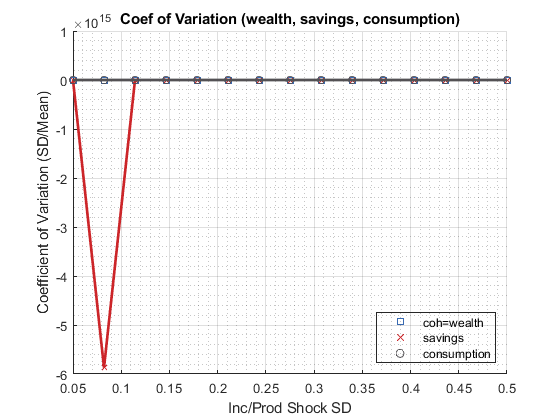 Coef of Variation (wealth, savings, consumption)
×10^15
1
0
-1
-2
-3
-4
-5
-6
Coefficient of Variation (SD/Mean)
0.05 0.1 0.15 0.2 0.25 0.3 0.35 0.4 0.45 0.5
Inc/Prod Shock SD
coh=wealth
savings
consumption